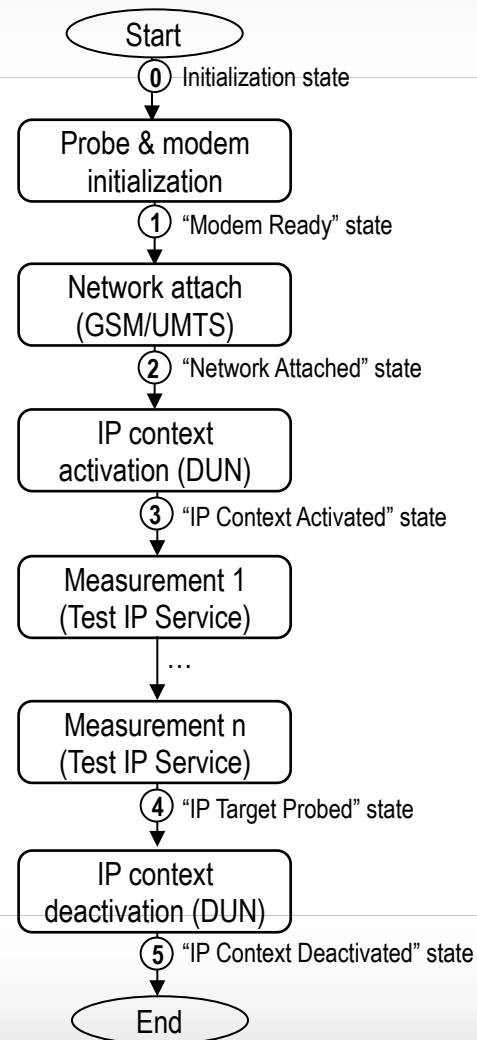 Start
0 Initialization state
Probe & modem
initialization
1 “Modem Ready” state
Network attach
(GSM/UMTS)
2 “Network Attached” state
IP context
activation (DUN)
3 “IP Context Activated” state
Measurement 1
(Test IP Service)
…
Measurement n
(Test IP Service)
4 “IP Target Probed” state
IP context
deactivation (DUN)
5 “IP Context Deactivated” state
End